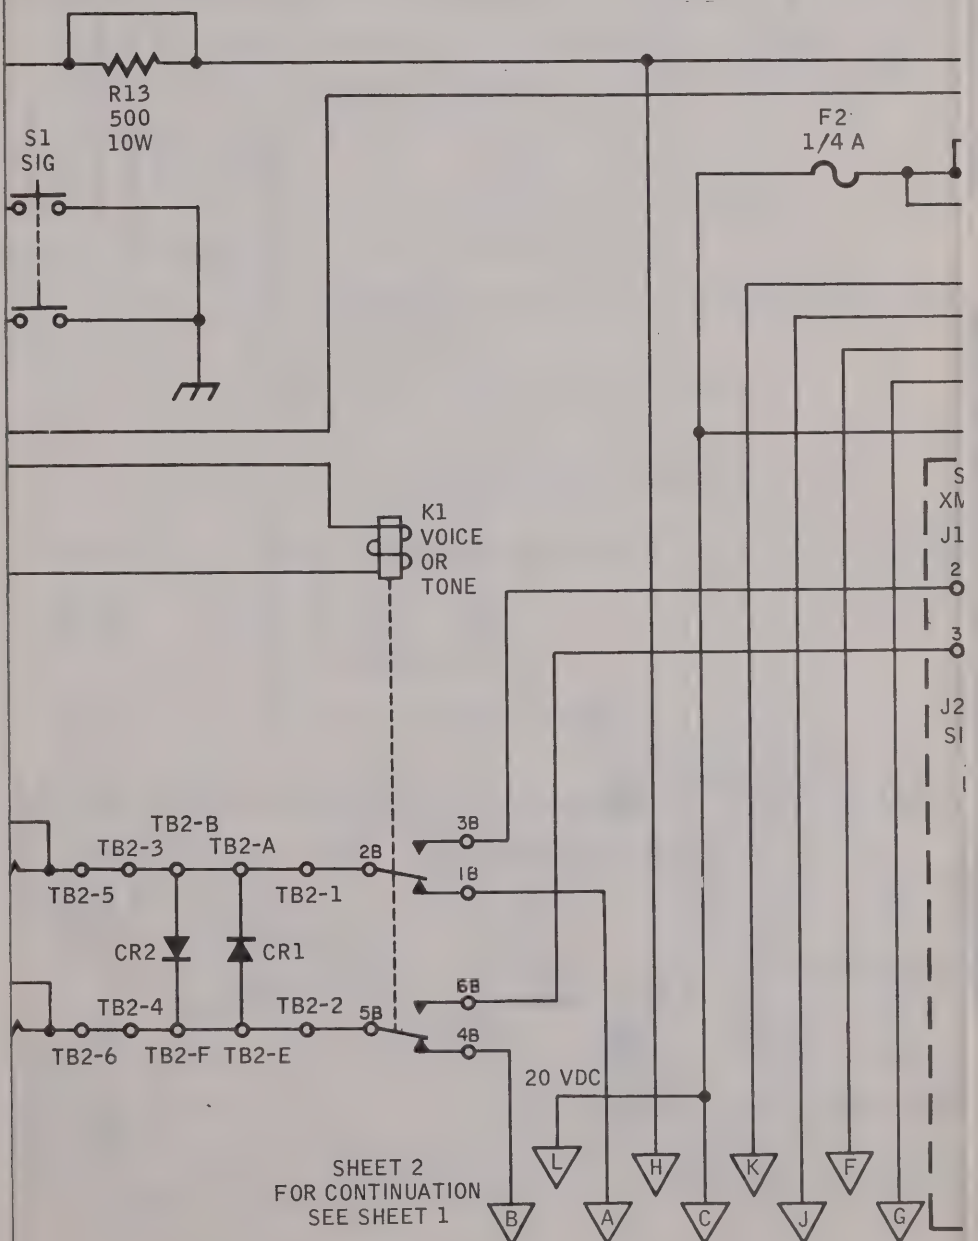 R13
500
10W
S1
SIG
F2
1/4 A
K1
VOICE
OR
TONE
J1
2
3
J2
TB2-B
TB2-3
TB2-A
2B
3B
1B
TB2-5
TB2-1
CR2
CR1
TB2-4
TB2-2
5B
6B
4B
TB2-6
TB2-F
TB2-E
20 VDC
L
H
K
F
SHEET 2
FOR CONTINUATION
SEE SHEET 1
B
A
C
J
G